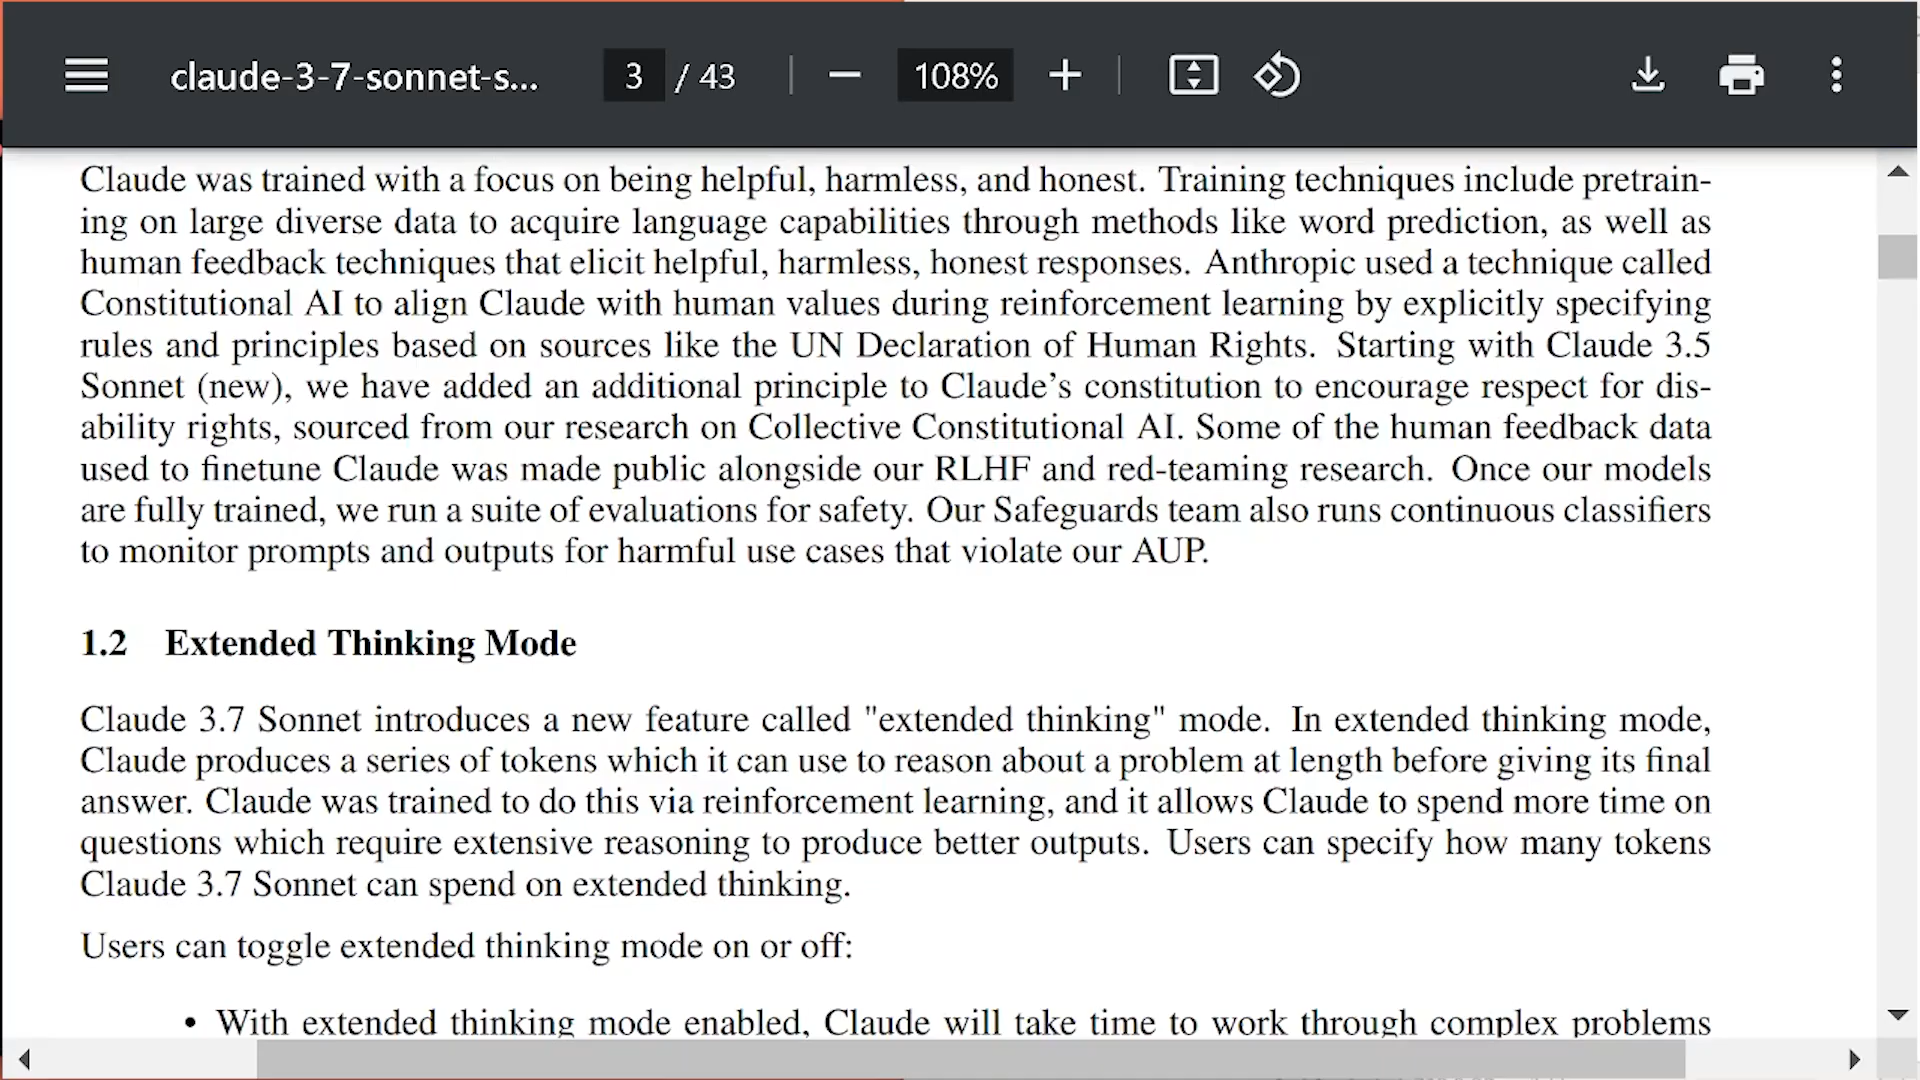 claude-3-7-sonnet-s... 3 / 43 108%
Claude was trained with a focus on being helpful, harmless, and honest. Training techniques include pretrain-
ing on large diverse data to acquire language capabilities through methods like word prediction, as well as
human feedback techniques that elicit helpful, harmless, honest responses. Anthropic used a technique called
Constitutional AI to align Claude with human values during reinforcement learning by explicitly specifying
rules and principles based on sources like the UN Declaration of Human Rights. Starting with Claude 3.5
Sonnet (new), we have added an additional principle to Claude's constitution to encourage respect for dis-
ability rights, sourced from our research on Collective Constitutional AI. Some of the human feedback data
used to finetune Claude was made public alongside our RLHF and red-teaming research. Once our models
are fully trained, we run a suite of evaluations for safety. Our Safeguards team also runs continuous classifiers
to monitor prompts and outputs for harmful use cases that violate our AUP.
1.2 Extended Thinking Mode
Claude 3.7 Sonnet introduces a new feature called "extended thinking" mode. In extended thinking mode,
Claude produces a series of tokens which it can use to reason about a problem at length before giving its final
answer. Claude was trained to do this via reinforcement learning, and it allows Claude to spend more time on
questions which require extensive reasoning to produce better outputs. Users can specify how many tokens
Claude 3.7 Sonnet can spend on extended thinking.
Users can toggle extended thinking mode on or off:
• With extended thinking mode enabled, Claude will take time to work through complex problems